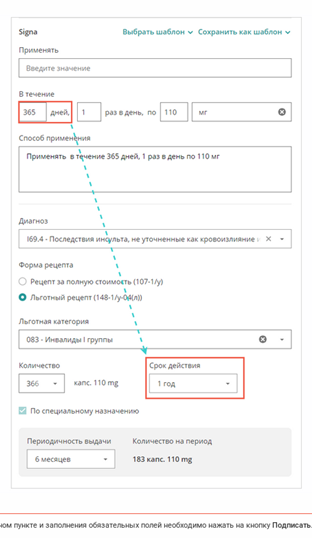 Signa Выбрать шаблон Сохранить как шаблон
Применять
Введите значение
В течение
365 дней, 1 раз в день, по 110 мг
Способ применения
Применять в течение 365 дней, 1 раз в день по 110 мг
Диагноз
I69.4 - Последствия инсульта, не уточненные как кровоизлияние
Форма рецепта
Рецепт за полную стоимость (107-1/у)
Льготный рецепт (148-1/у-04(л))
Льготная категория
083 - Инвалиды I группы
Количество Срок действия
366 капс. 110 mg 1 год
По специальному назначению
Периодичность выдачи Количество на период
6 месяцев 183 капс. 110 mg
ном пункте и заполнения обязательных полей необходимо нажать на кнопку Подписать.